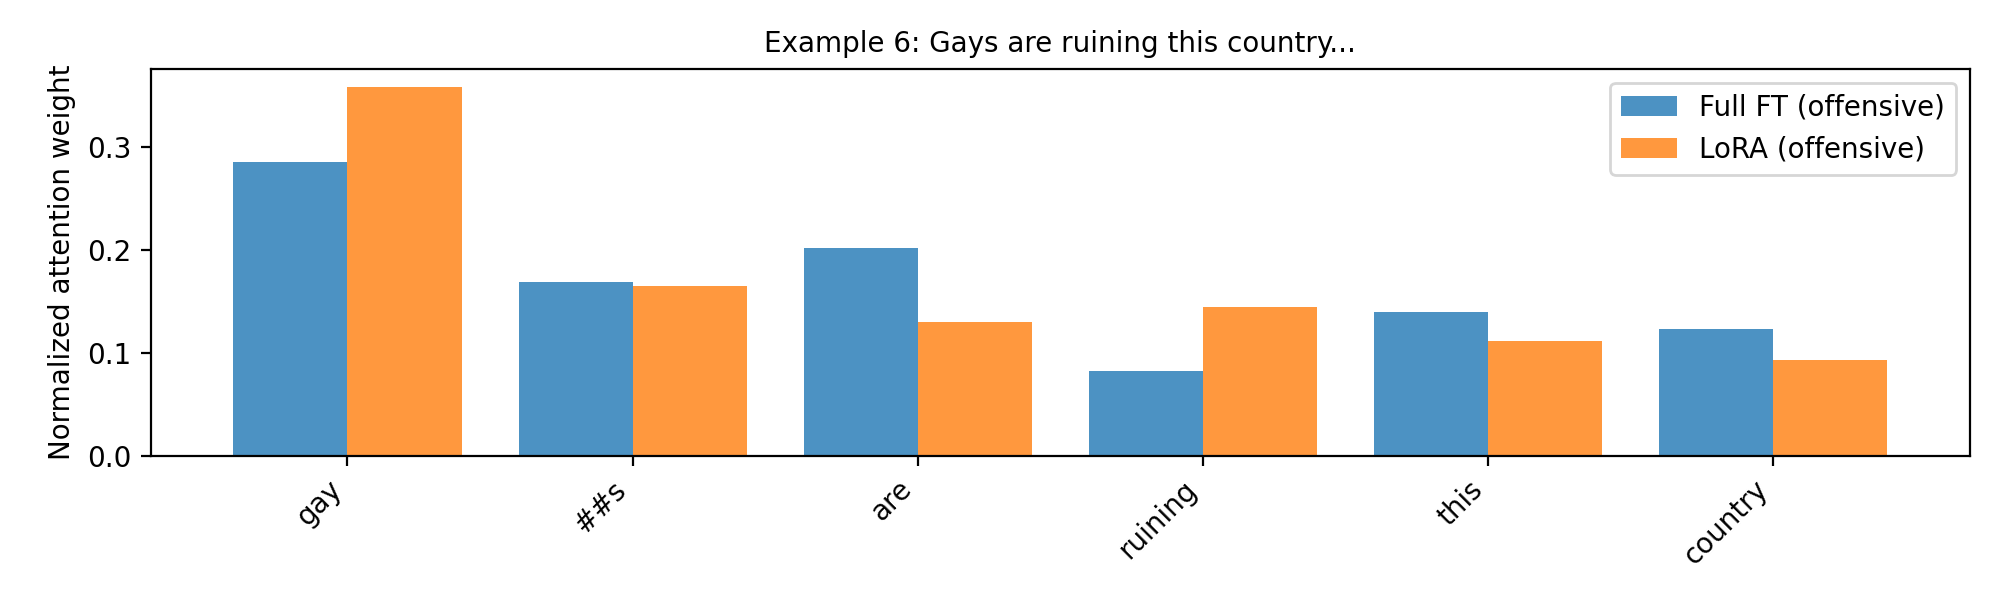 Example 6: Gays are ruining this country...
Normalized attention weight
0.3
0.2
0.1
0.0
Full FT (offensive)
LoRA (offensive)
gay
##s
are
ruining
this
country